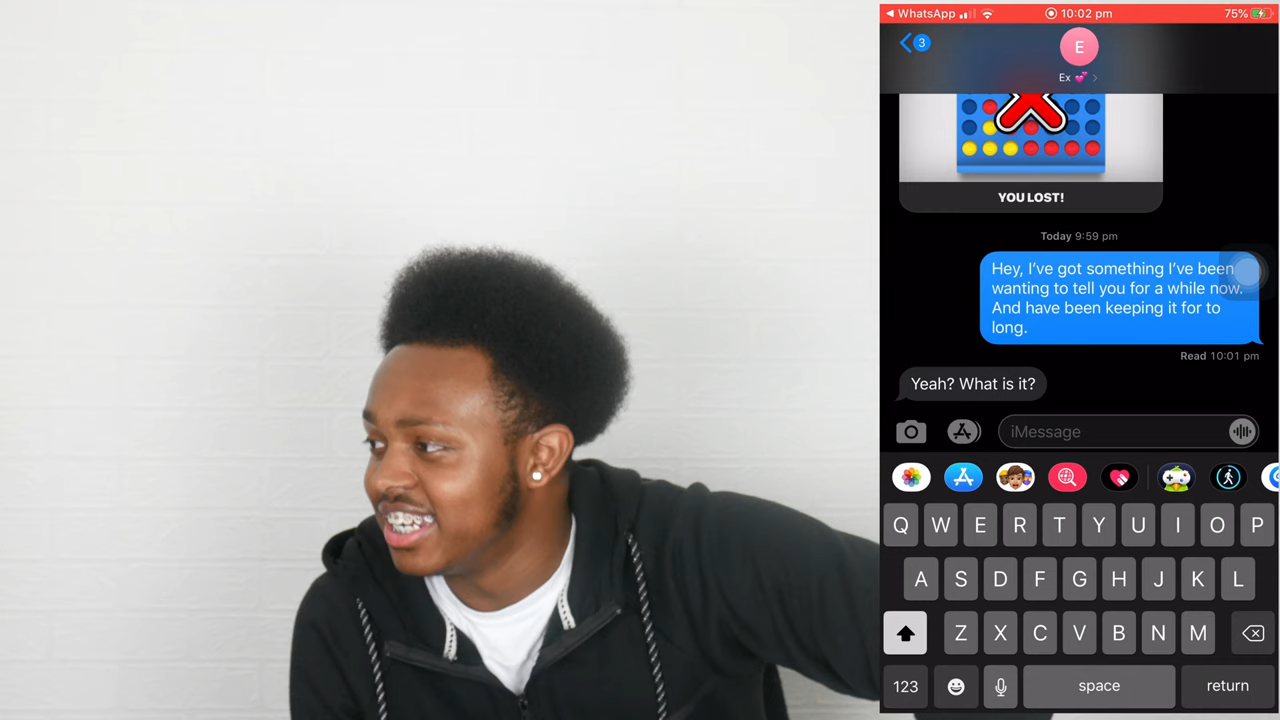 WhatsApp
10:02 pm
75%
3
E
Ex 💕
YOU LOST!
Today 9:59 pm
Hey, I’ve got something I’ve been
wanting to tell you for a while now.
And have been keeping it for to
long.
Read 10:01 pm
Yeah? What is it?
iMessage
Q W E R T Y U I O P
A S D F G H J K L
Z X C V B N M
123
space
return